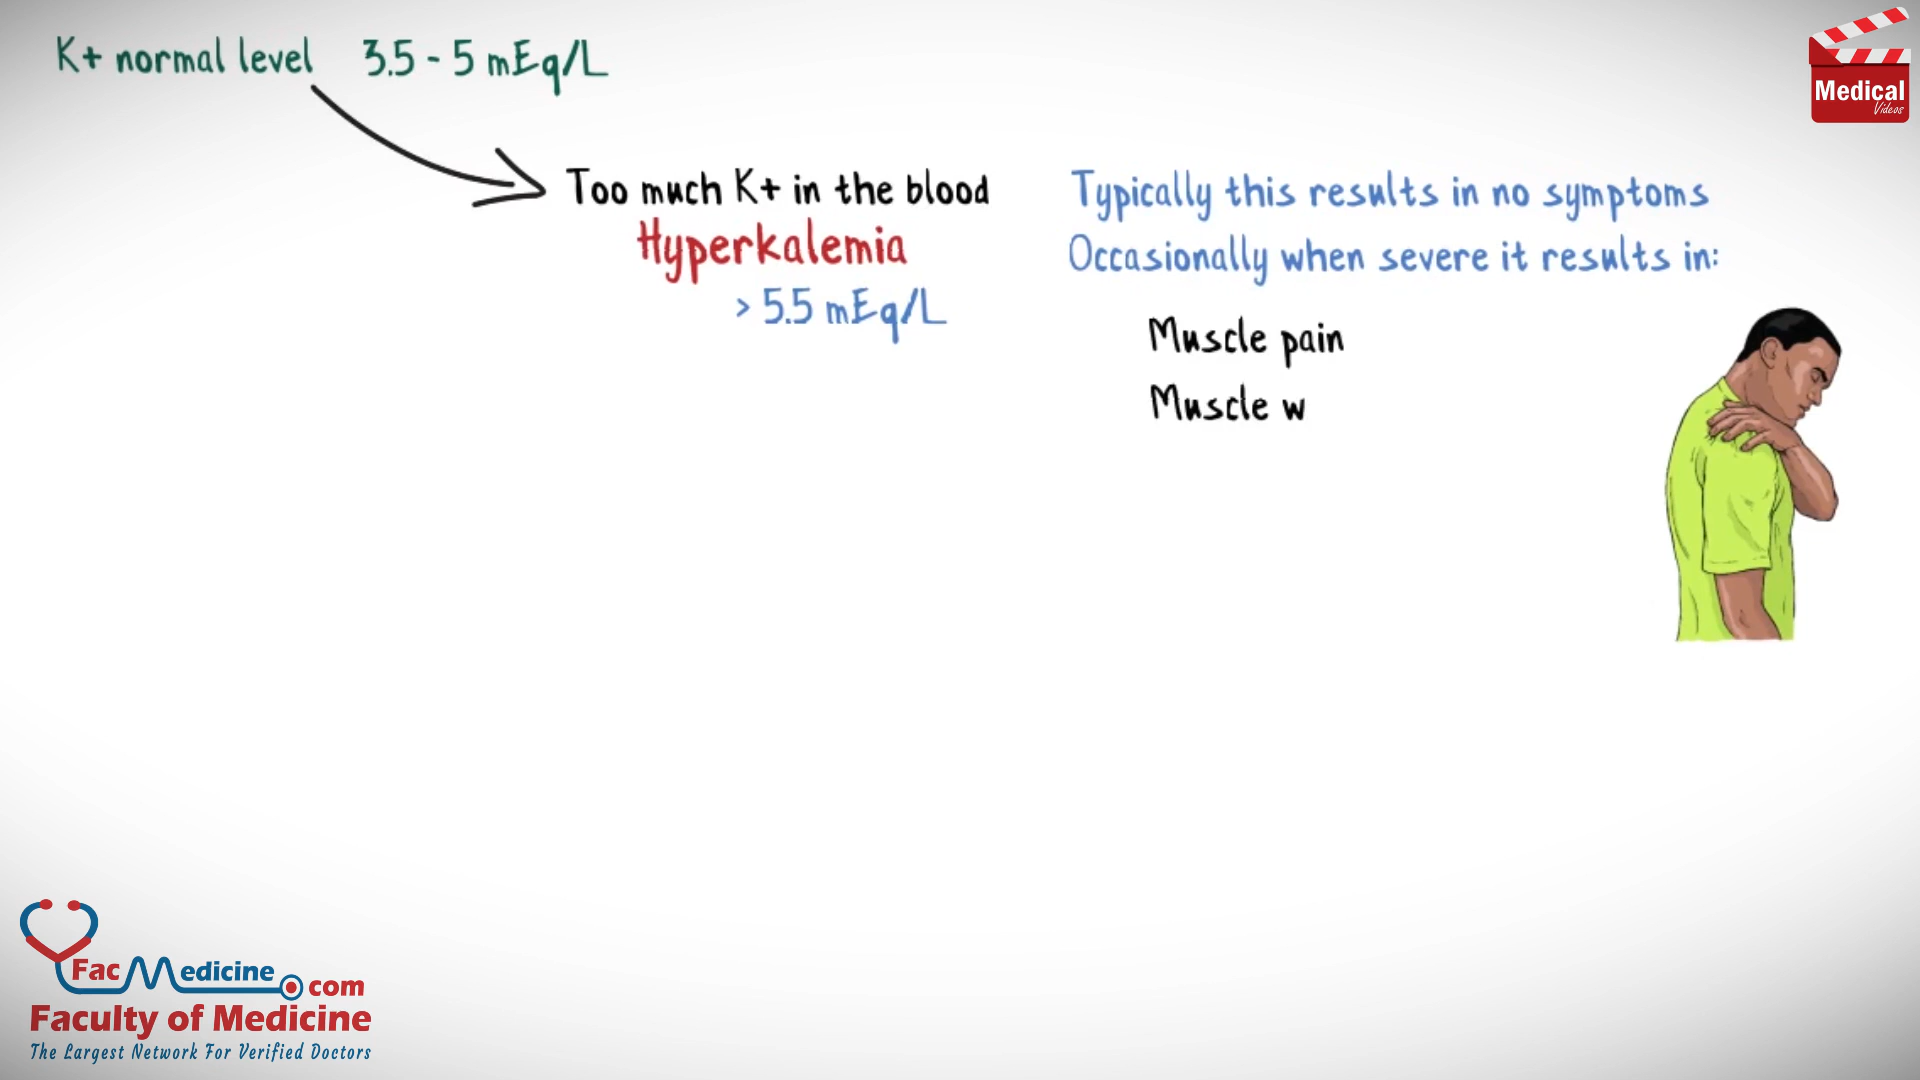 K+ normal level 3.5 - 5 mEq/L
Medical
Videos
Too much K+ in the blood
Hyperkalemia
> 5.5 mEq/L
Typically this results in no symptoms
Occasionally when severe it results in:
Muscle pain
Muscle w
FacMedicine.com
Faculty of Medicine
The Largest Network For Verified Doctors